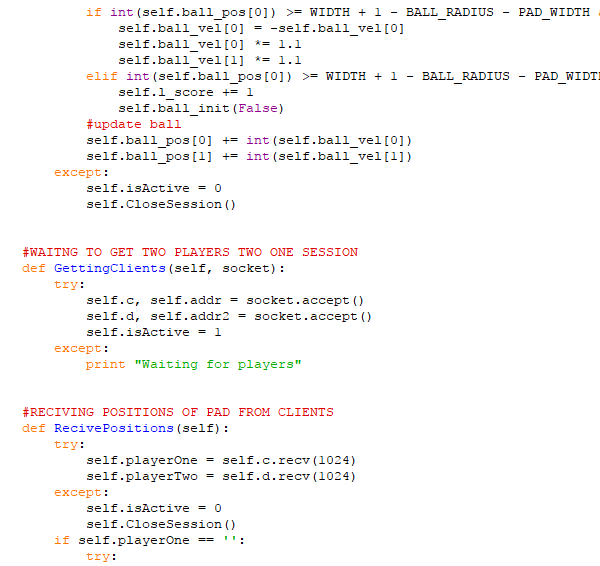 if int(self.ball_pos[0]) >= WIDTH + 1 - BALL_RADIUS - PAD_WIDTH
self.ball_vel[0] = -self.ball_vel[0]
self.ball_vel[0] *= 1.1
self.ball_vel[1] *= 1.1
elif int(self.ball_pos[0]) >= WIDTH + 1 - BALL_RADIUS - PAD_WIDT
self.l_score += 1
self.ball_init(False)
#update ball
self.ball_pos[0] += int(self.ball_vel[0])
self.ball_pos[1] += int(self.ball_vel[1])
except:
self.isActive = 0
self.CloseSession()
#WAITNG TO GET TWO PLAYERS TWO ONE SESSION
def GettingClients(self, socket):
try:
self.c, self.addr = socket.accept()
self.d, self.addr2 = socket.accept()
self.isActive = 1
except:
print "Waiting for players"
#RECIVING POSITIONS OF PAD FROM CLIENTS
def RecivePositions(self):
try:
self.playerOne = self.c.recv(1024)
self.playerTwo = self.d.recv(1024)
except:
self.isActive = 0
self.CloseSession()
if self.playerOne == '':
try: